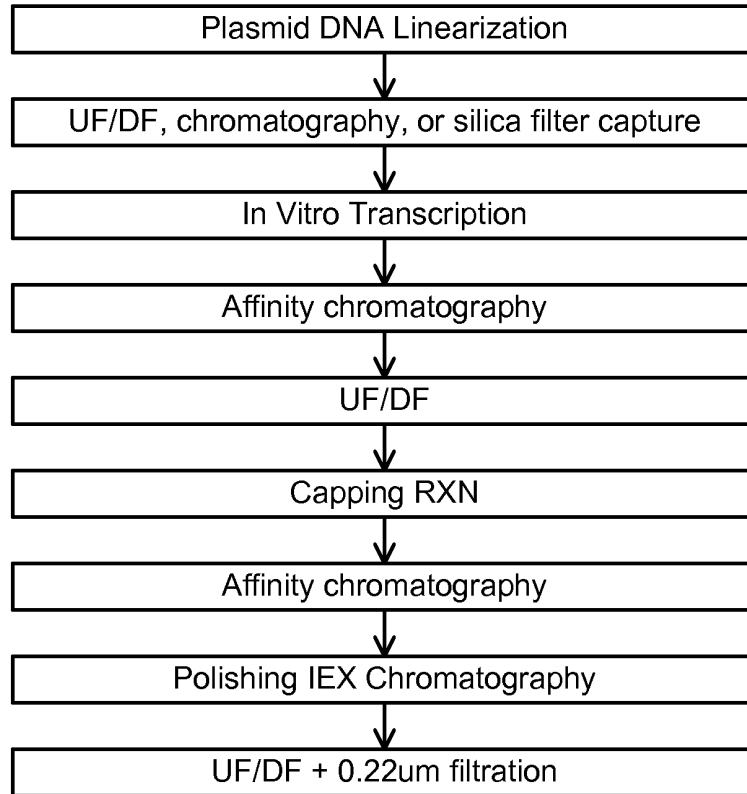 Plasmid DNA Linearization
UF/DF, chromatography, or silica filter capture
In Vitro Transcription
Affinity chromatography
UF/DF
Capping RXN
Affinity chromatography
Polishing IEX Chromatography
UF/DF + 0.22um filtration